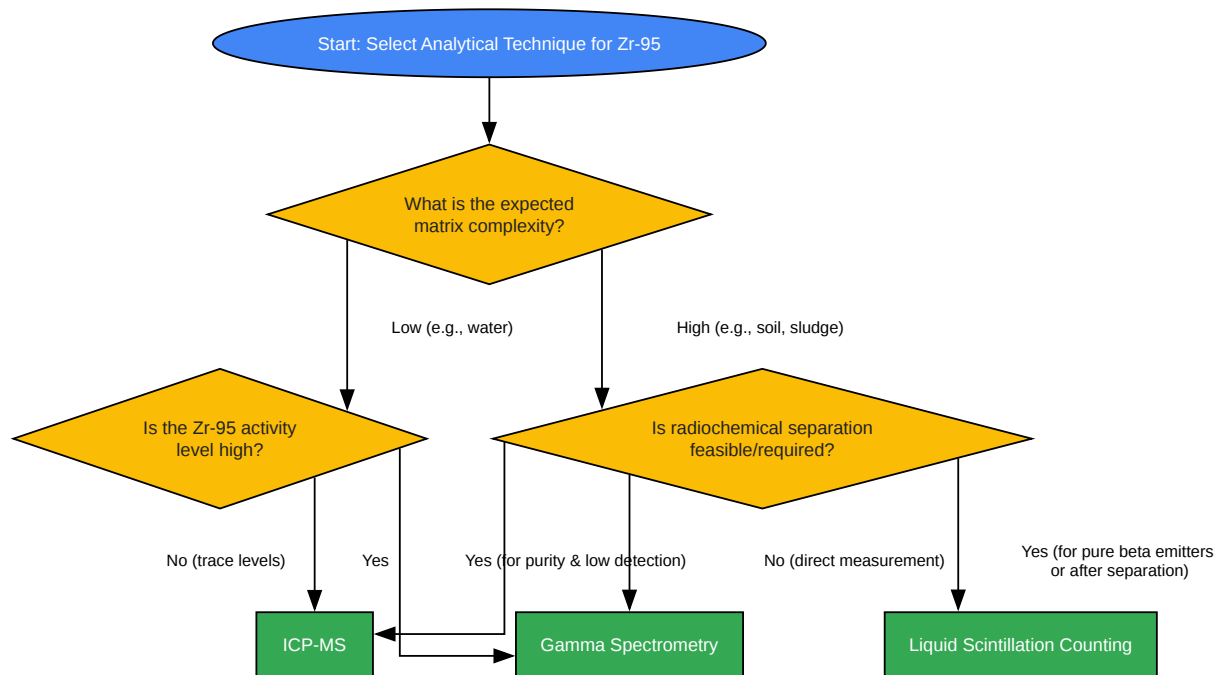 Start: Select Analytical Technique for Zr-95
What is the expected
matrix complexity?
Low (e.g., water)
High (e.g., soil, sludge)
Is the Zr-95 activity
level high?
Is radiochemical separation
feasible/required?
No (trace levels)
Yes
Yes (for purity & low detection)
No (direct measurement)
Yes (for pure beta emitters
or after separation)
ICP-MS
Gamma Spectrometry
Liquid Scintillation Counting